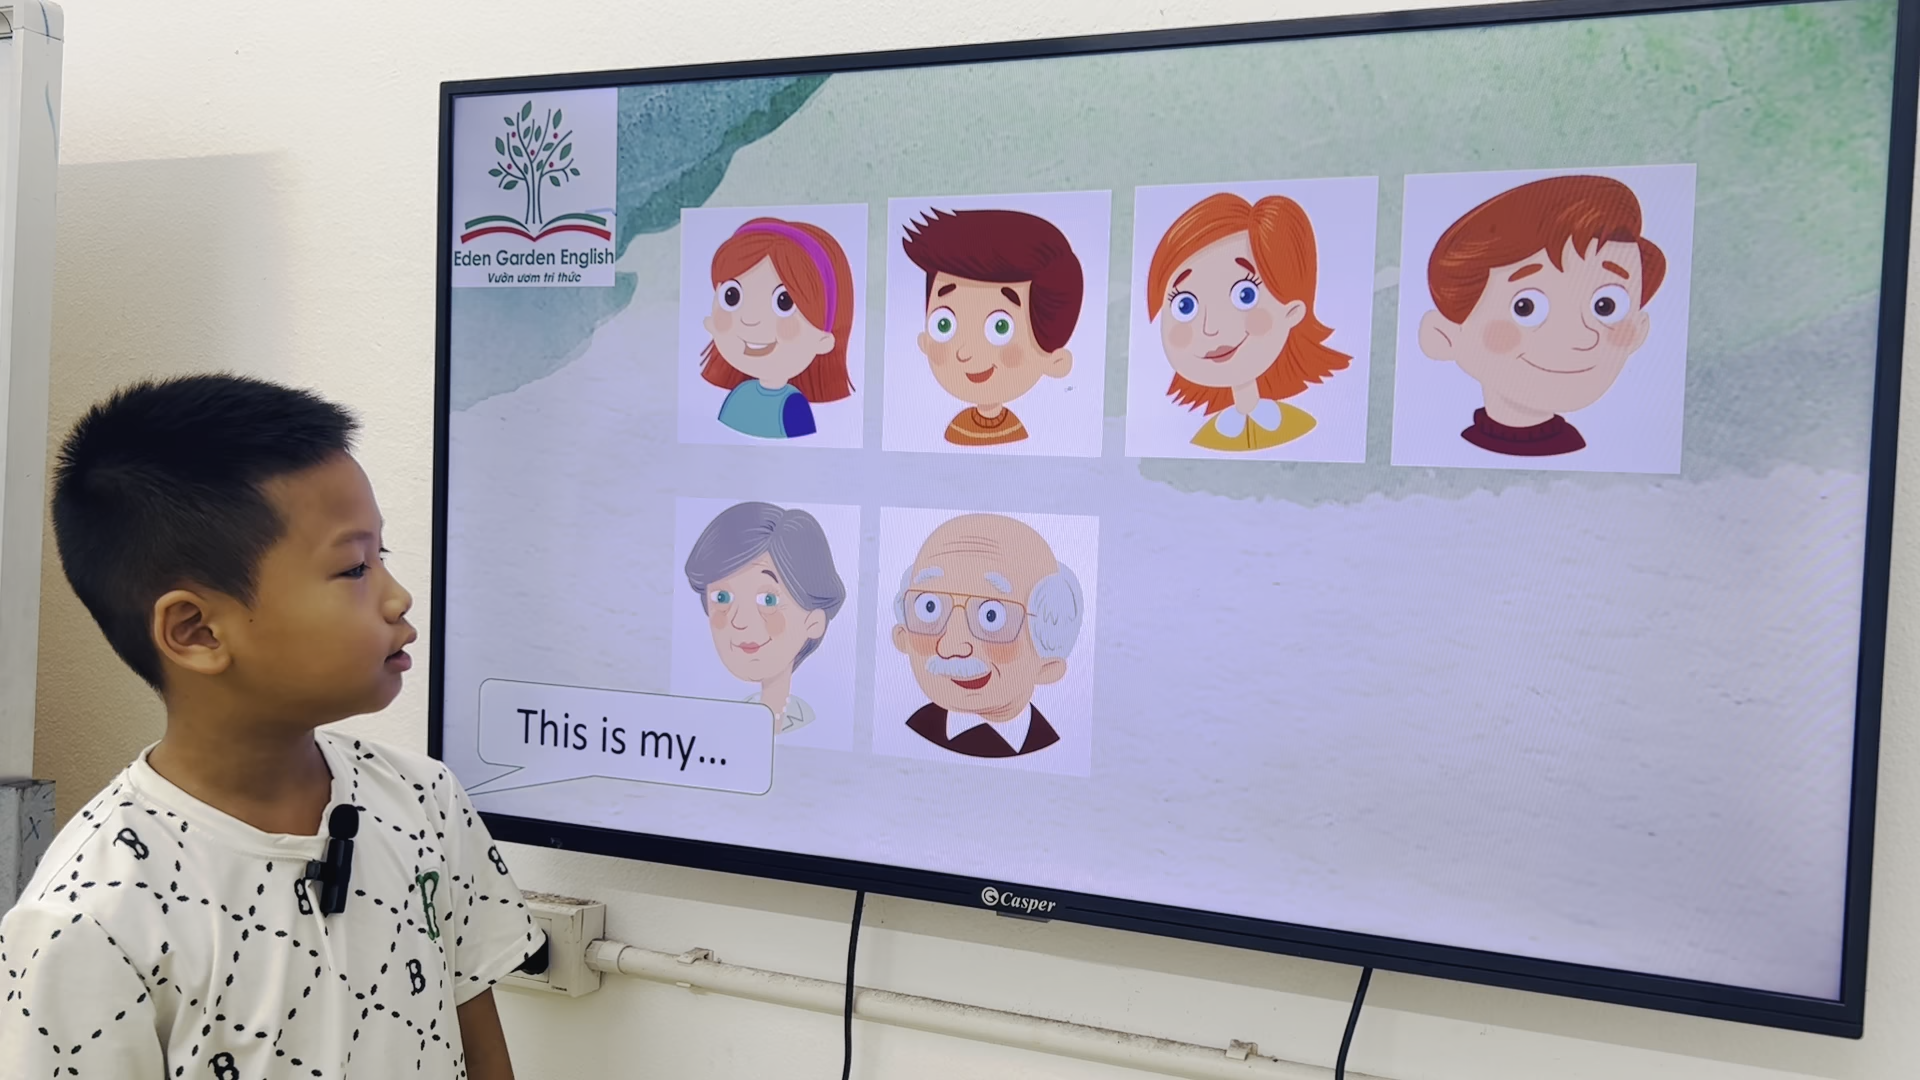 Eden Garden English
Vườn ươm tri thức
This is my...
Casper
B
B
B
B
B